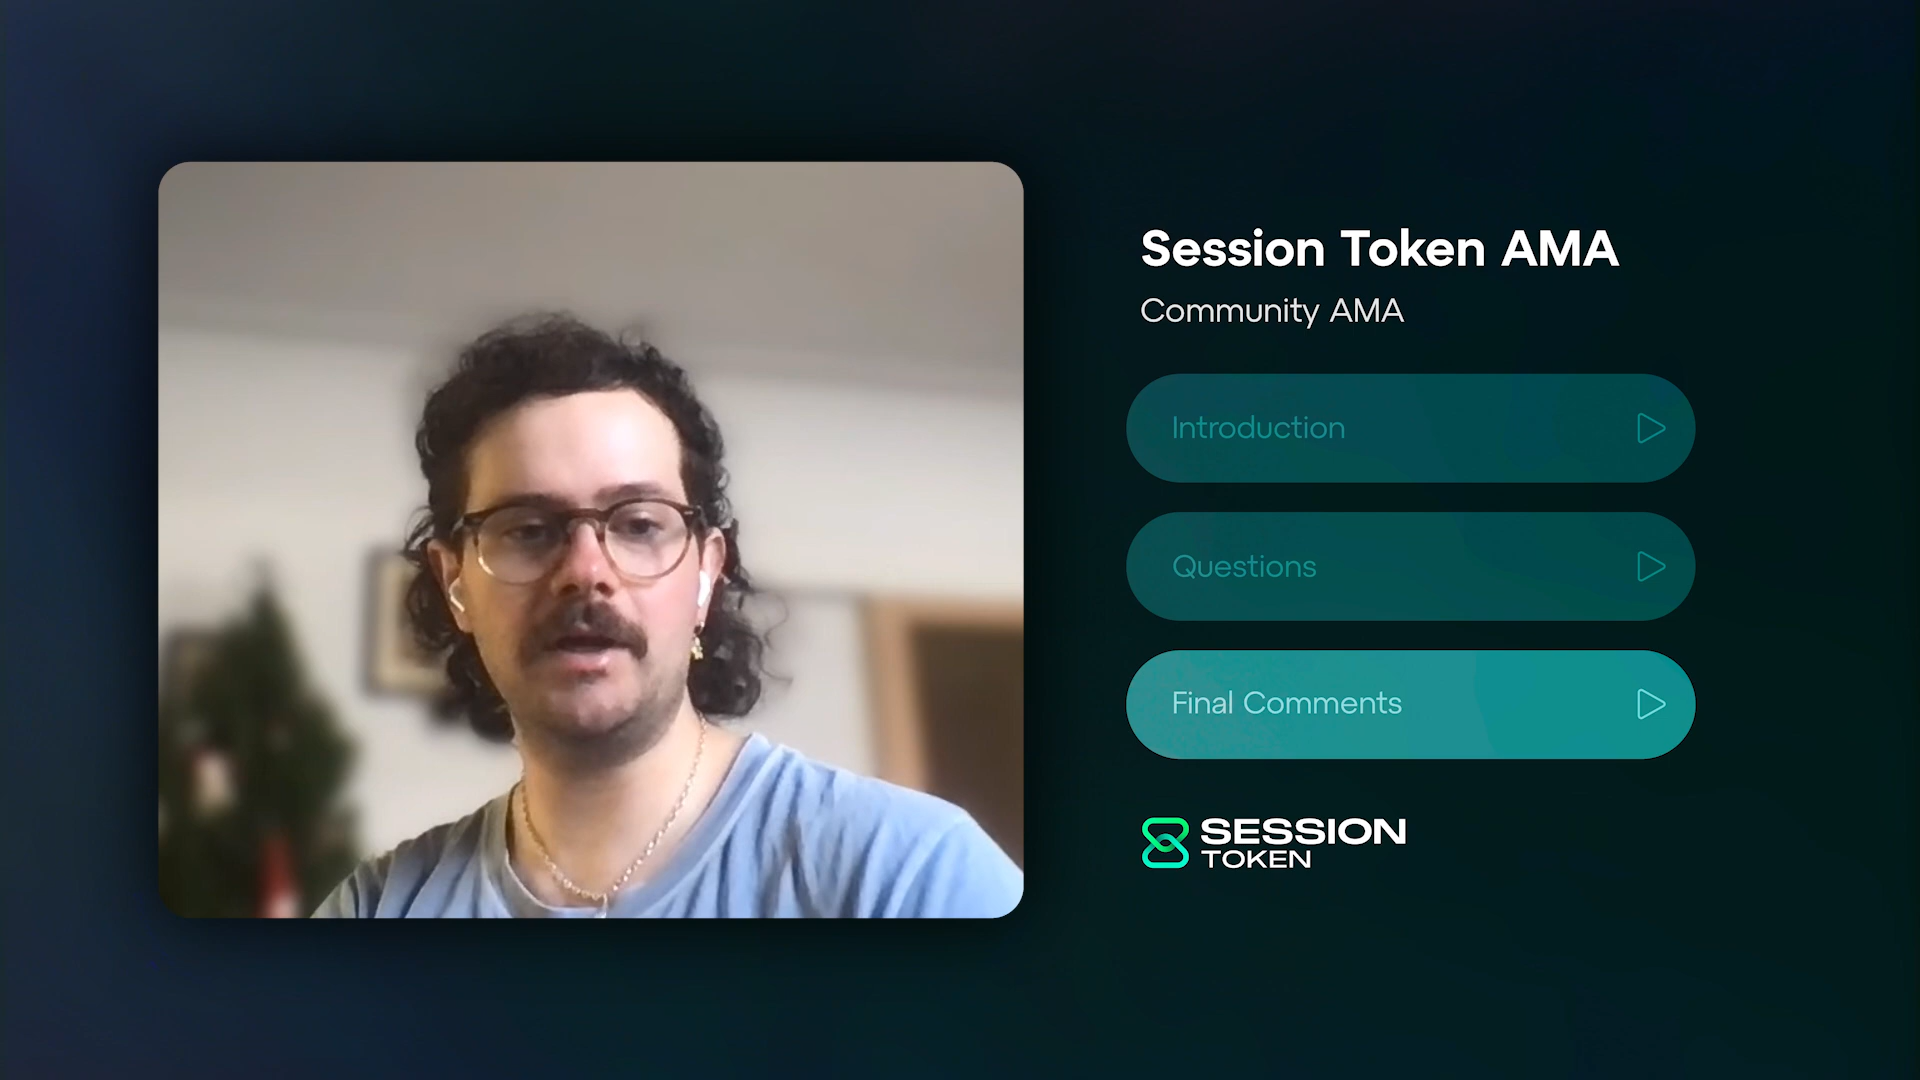 Session Token AMA
Community AMA
Introduction
Questions
Final Comments
SESSION
TOKEN